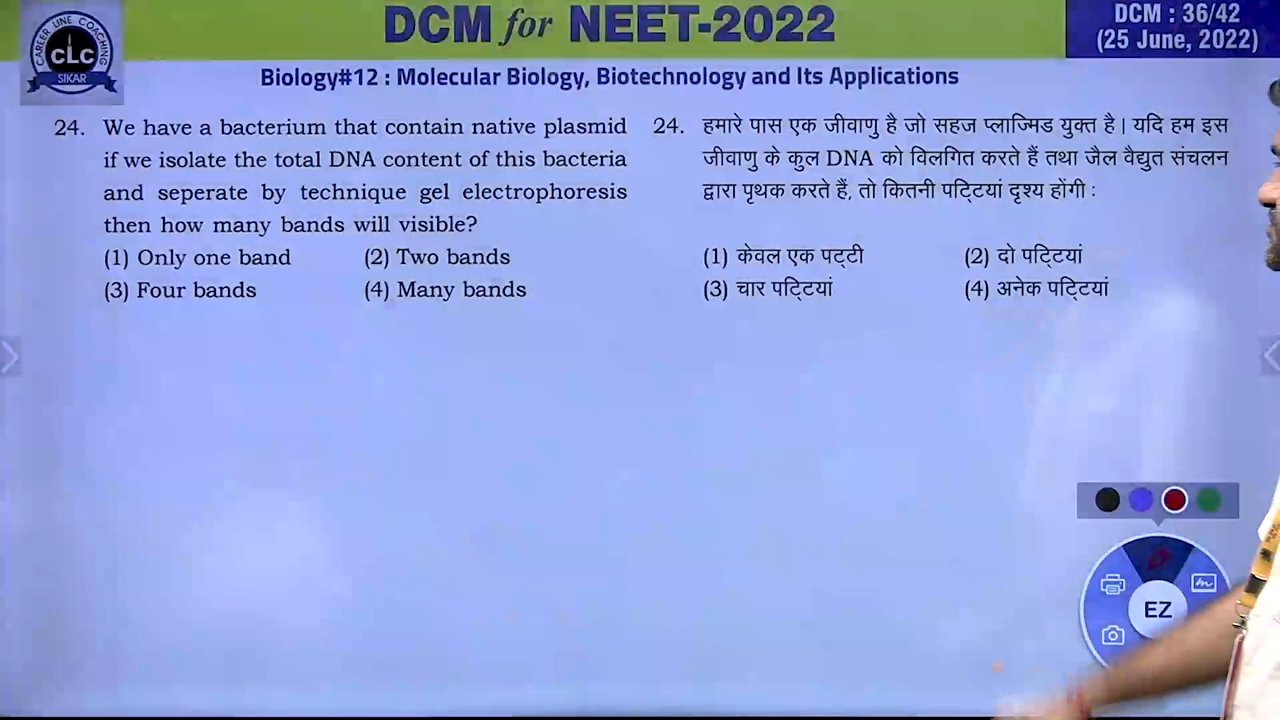 DCM for NEET-2022
DCM : 36/42
(25 June, 2022)
CAREER LINE COACHING
CLC
SIKAR
Biology#12 : Molecular Biology, Biotechnology and Its Applications
24. We have a bacterium that contain native plasmid
if we isolate the total DNA content of this bacteria
and seperate by technique gel electrophoresis
then how many bands will visible?
(1) Only one band (2) Two bands
(3) Four bands (4) Many bands
24. हमारे पास एक जीवाणु है जो सहज प्लाज्मिड युक्त है। यदि हम इस
जीवाणु के कुल DNA को विलगित करते हैं तथा जैल वैद्युत संचलन
द्वारा पृथक करते हैं, तो कितनी पट्टियां दृश्य होंगी :
(1) केवल एक पट्टी (2) दो पट्टियां
(3) चार पट्टियां (4) अनेक पट्टियां
EZ